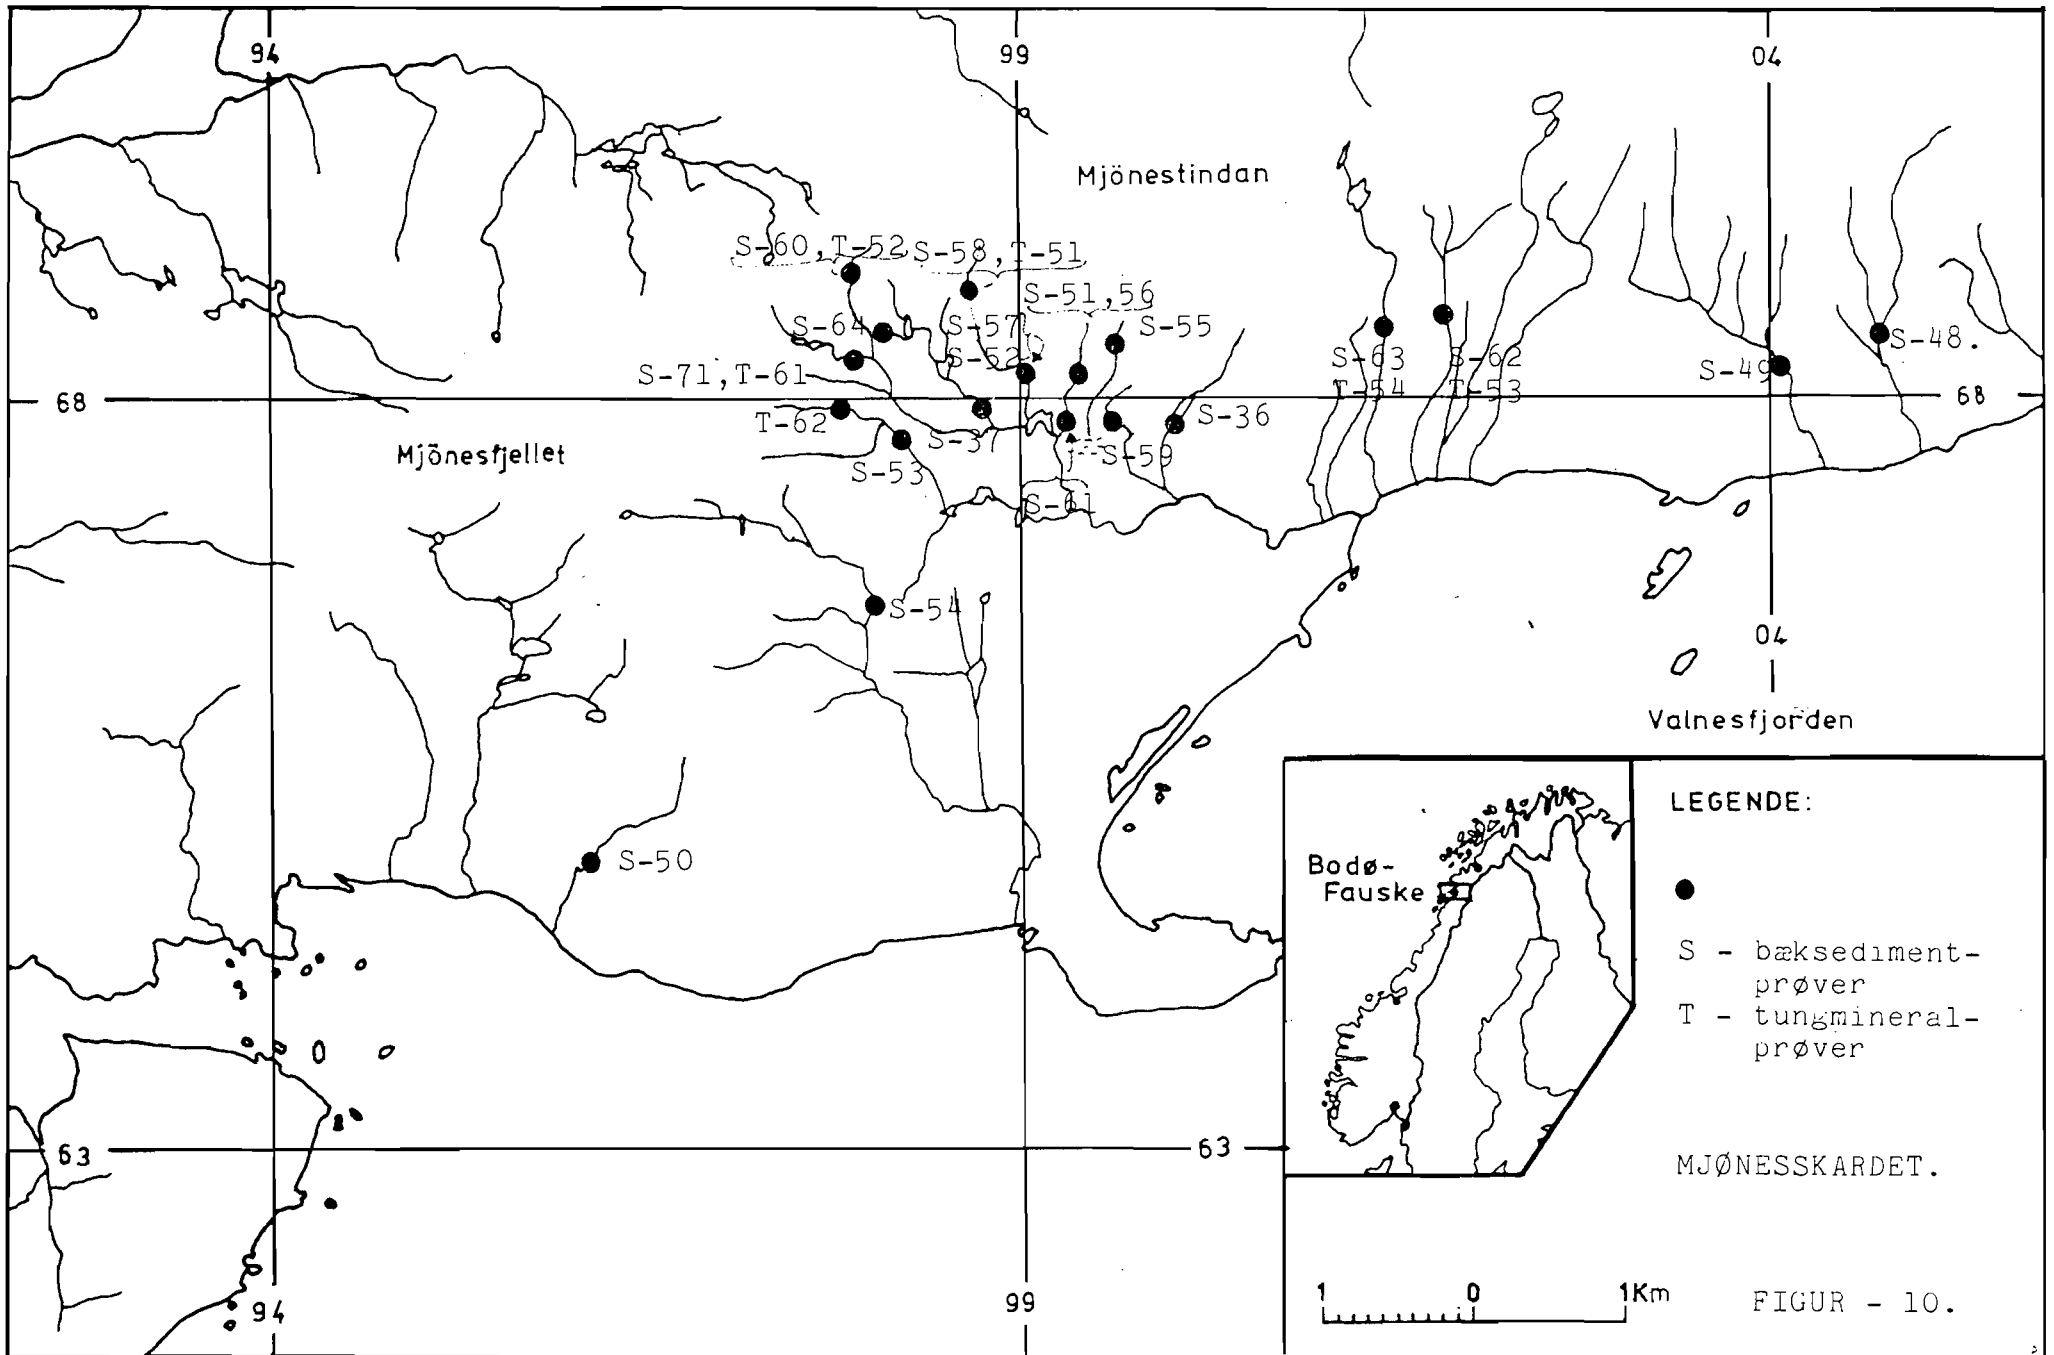 94
99
04
Mjönestindan
S-60, T-52
S-58, T-51
S-51,56
S-64
S-57
S-55
S-52
S-63
T-54
S-62
T-53
S-48.
S-49
S-71, T-61
68
68
T-62
S-37
S-36
Mjönesfjellet
S-53
S-59
S-61
S-54
04
Valnesfjorden
S-50
LEGENDE:
Bodø-
Fauske
S - bæksediment-
prøver
T - tungmineral-
prøver
63
63
MJØNESSKARDET.
94
99
1 0 1Km
FIGUR - 10.